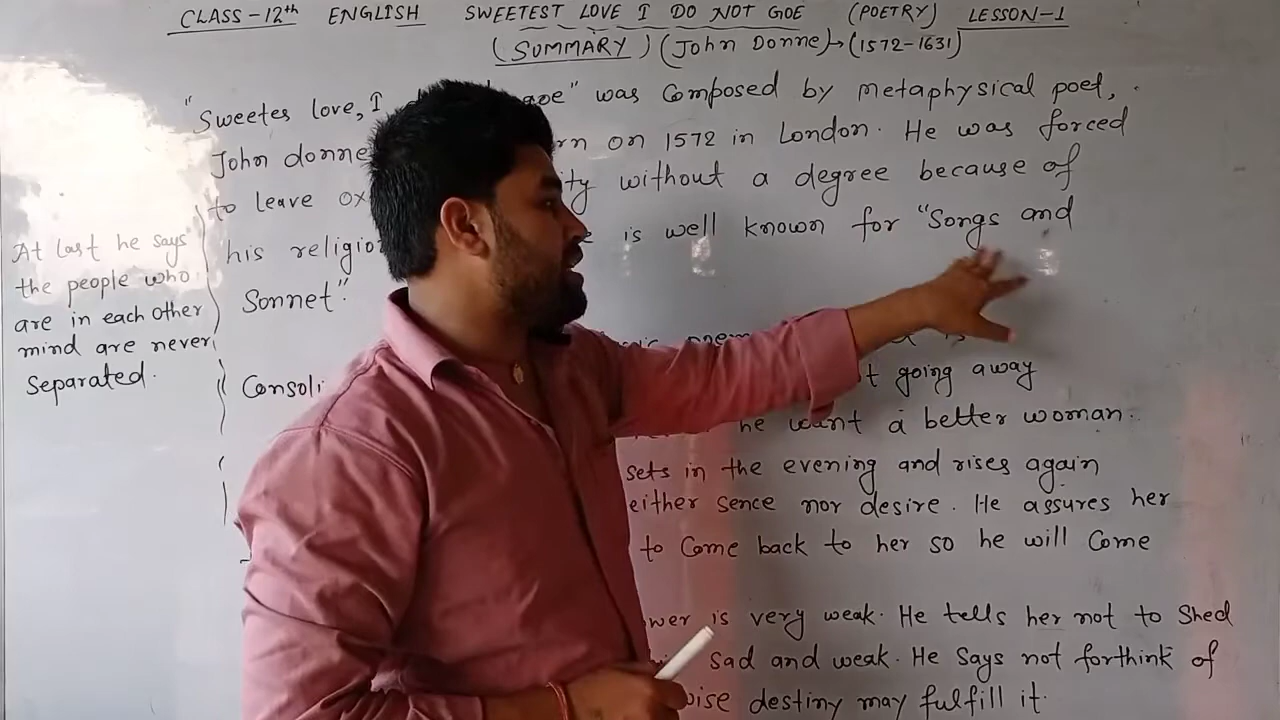 CLASS-12th ENGLISH SWEETEST LOVE I DO NOT GOE (POETRY) LESSON-1
(SUMMARY) (John Donne)→(1572-1631)
"Sweetes love, I goe" was composed by metaphysical poet,
John donne rn on 1572 in London. He was forced
to leave ox ity without a degree because of
his religio e is well known for "Songs and
Sonnet".
At last he says
the people who
are in each other
mind are never
Separated.
poem is
Consoli t going away
he want a better woman.
sets in the evening and rises again
either sence nor desire. He assures her
to Come back to her so he will Come
wer is very weak. He tells her not to Shed
sad and weak. He Says not forthink of
wise destiny may fulfill it.